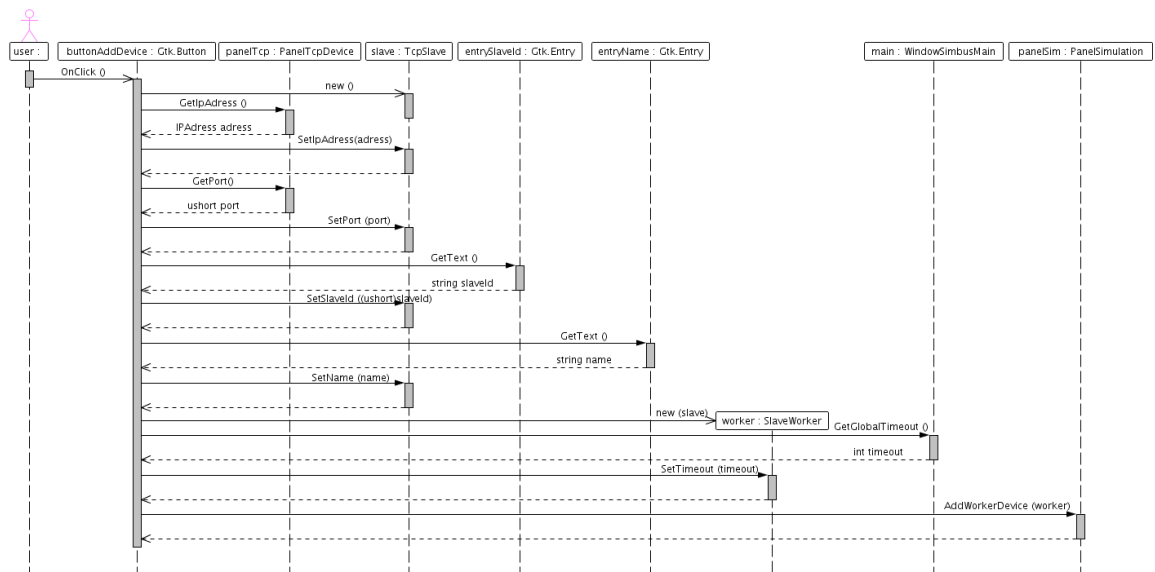 user :
buttonAddDevice : Gtk.Button
panelTcp : PanelTcpDevice
slave : TcpSlave
entrySlaveId : Gtk.Entry
entryName : Gtk.Entry
main : WindowSimbusMain
panelSim : PanelSimulation
OnClick ()
new ()
GetIpAdress ()
IPAdress adress
SetIpAdress(adress)
GetPort()
ushort port
SetPort (port)
GetText ()
string slaveId
SetSlaveId ((ushort)slaveId)
GetText ()
string name
SetName (name)
new (slave)
worker : SlaveWorker
GetGlobalTimeout ()
int timeout
SetTimeout (timeout)
AddWorkerDevice (worker)